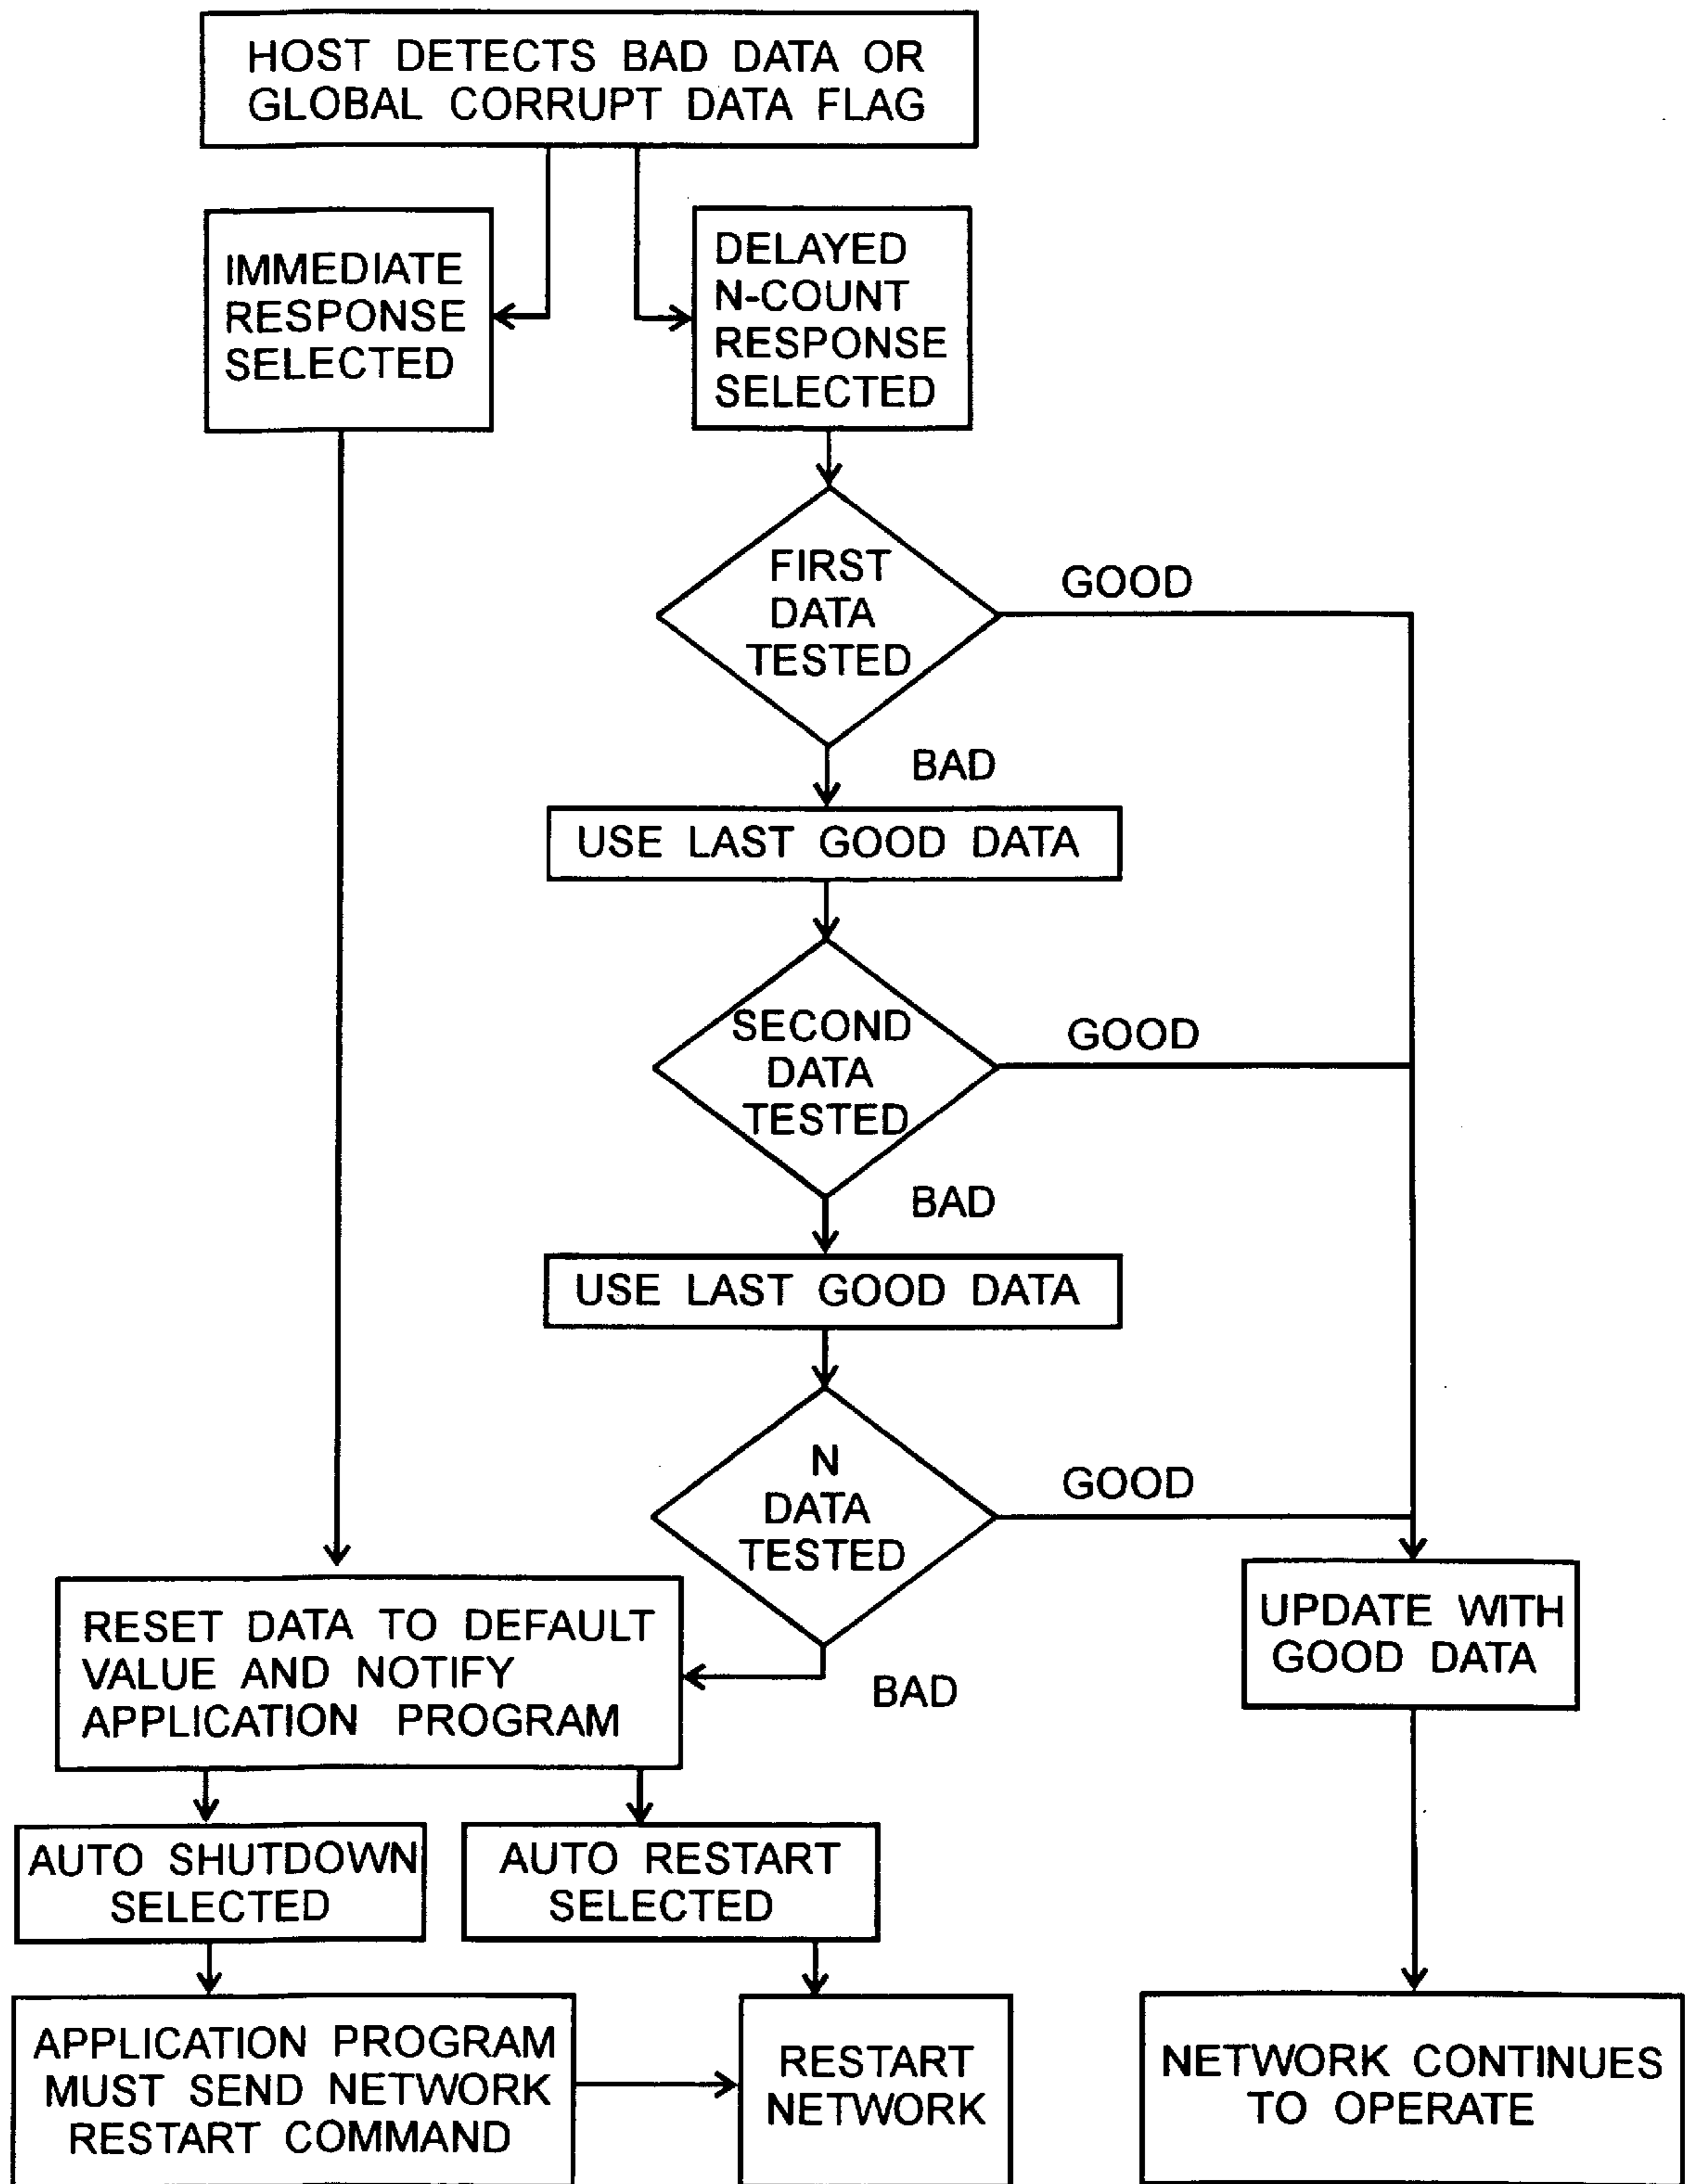 HOST DETECTS BAD DATA OR
GLOBAL CORRUPT DATA FLAG
IMMEDIATE
RESPONSE
SELECTED
DELAYED
N-COUNT
RESPONSE
SELECTED
FIRST
DATA
TESTED
GOOD
BAD
USE LAST GOOD DATA
SECOND
DATA
TESTED
GOOD
BAD
USE LAST GOOD DATA
N
DATA
TESTED
GOOD
BAD
RESET DATA TO DEFAULT
VALUE AND NOTIFY
APPLICATION PROGRAM
UPDATE WITH
GOOD DATA
AUTO SHUTDOWN
SELECTED
AUTO RESTART
SELECTED
APPLICATION PROGRAM
MUST SEND NETWORK
RESTART COMMAND
RESTART
NETWORK
NETWORK CONTINUES
TO OPERATE